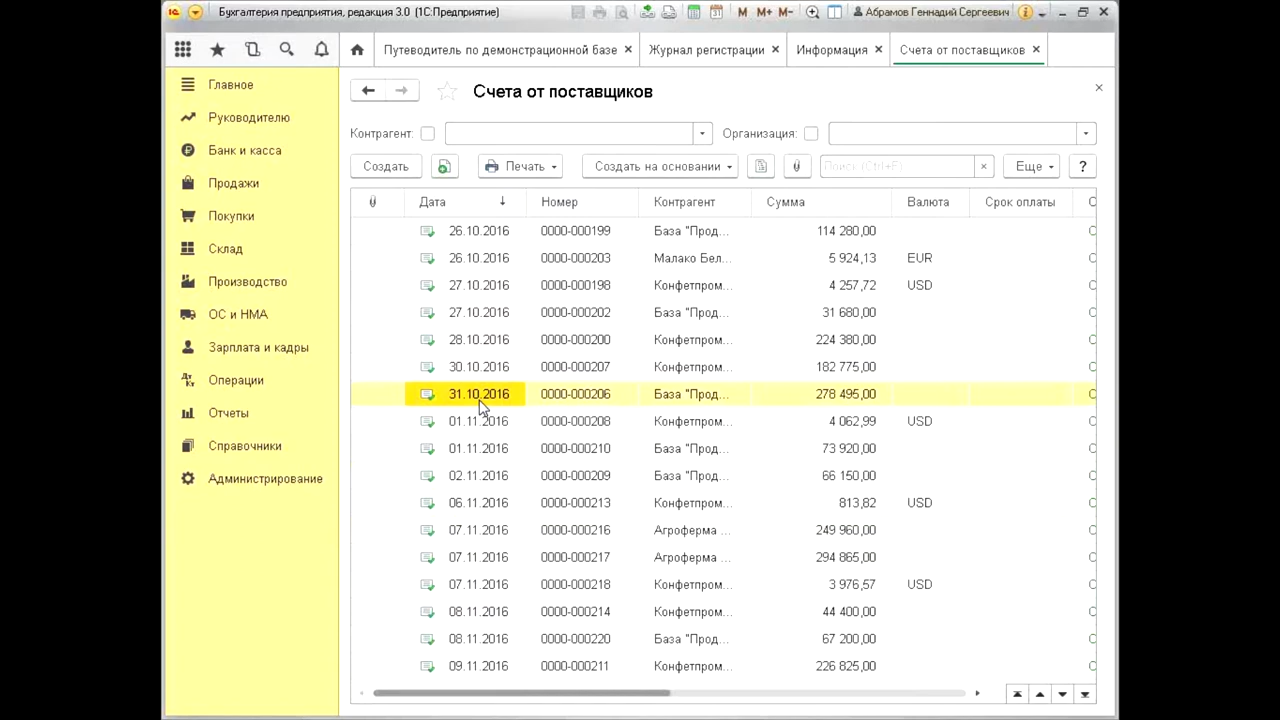 Бухгалтерия предприятия, редакция 3.0 (1С:Предприятие) M M+ M- Абрамов Геннадий Сергеевич
Путеводитель по демонстрационной базе × Журнал регистрации × Информация × Счета от поставщиков ×
Главное
Руководителю
Банк и касса
Продажи
Покупки
Склад
Производство
ОС и НМА
Зарплата и кадры
Операции
Отчеты
Справочники
Администрирование
Счета от поставщиков
Контрагент: Организация:
Создать Печать Создать на основании Поиск (Ctrl+F) × Еще ?
Дата ↓ Номер Контрагент Сумма Валюта Срок оплаты С
26.10.2016 0000-000199 База "Прод... 114 280,00 С
26.10.2016 0000-000203 Малако Бел... 5 924,13 EUR
27.10.2016 0000-000198 Конфетпром... 4 257,72 USD
27.10.2016 0000-000202 База "Прод... 31 680,00
28.10.2016 0000-000200 Конфетпром... 224 380,00
30.10.2016 0000-000207 Конфетпром... 182 775,00
31.10.2016 0000-000206 База "Прод... 278 495,00
01.11.2016 0000-000208 Конфетпром... 4 062,99 USD С
01.11.2016 0000-000210 База "Прод... 73 920,00 С
02.11.2016 0000-000209 База "Прод... 66 150,00 С
06.11.2016 0000-000213 Конфетпром... 813,82 USD С
07.11.2016 0000-000216 Агроферма ... 249 960,00 С
07.11.2016 0000-000217 Агроферма ... 294 865,00 С
07.11.2016 0000-000218 Конфетпром... 3 976,57 USD С
08.11.2016 0000-000214 Конфетпром... 44 400,00 С
08.11.2016 0000-000220 База "Прод... 67 200,00 С
09.11.2016 0000-000211 Конфетпром... 226 825,00 С